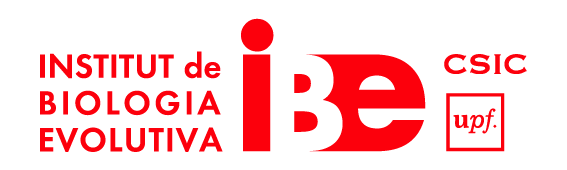 INSTITUT de
BIOLOGIA
EVOLUTIVA
iBe
CSIC
upf.